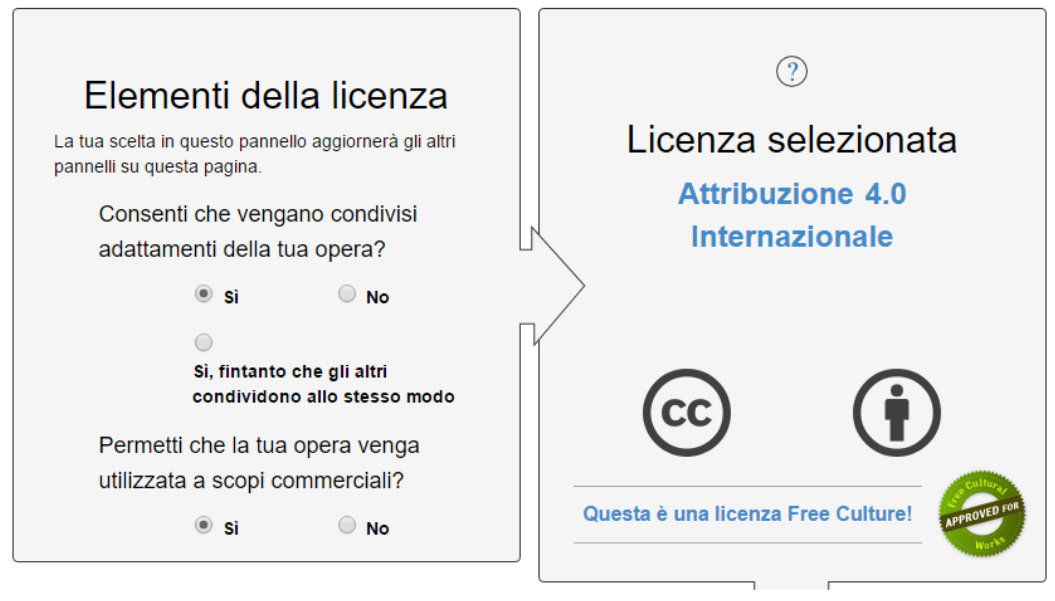 Elementi della licenza
La tua scelta in questo pannello aggiornerà gli altri
pannelli su questa pagina.
Consenti che vengano condivisi
adattamenti della tua opera?
Sì
No
Sì, fintanto che gli altri
condividono allo stesso modo
Permetti che la tua opera venga
utilizzata a scopi commerciali?
Sì
No
?
Licenza selezionata
Attribuzione 4.0
Internazionale
cc
Questa è una licenza Free Culture!
Free Cultural
APPROVED FOR
Works